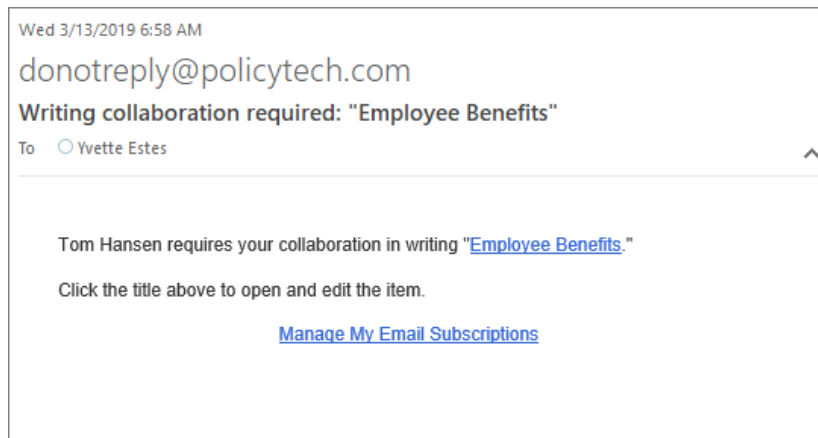 Wed 3/13/2019 6:58 AM
donotreply@policytech.com
Writing collaboration required: "Employee Benefits"
To Yvette Estes
Tom Hansen requires your collaboration in writing "Employee Benefits."
Click the title above to open and edit the item.
Manage My Email Subscriptions